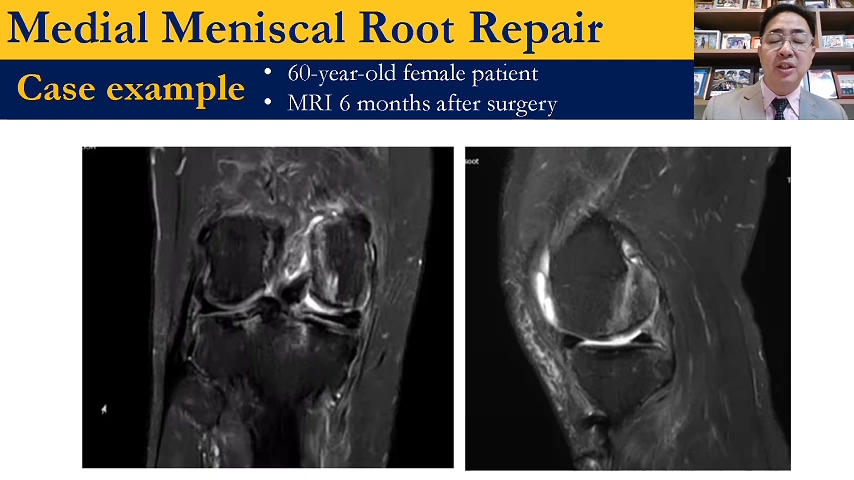 Medial Meniscal Root Repair
Case example
• 60-year-old female patient
• MRI 6 months after surgery